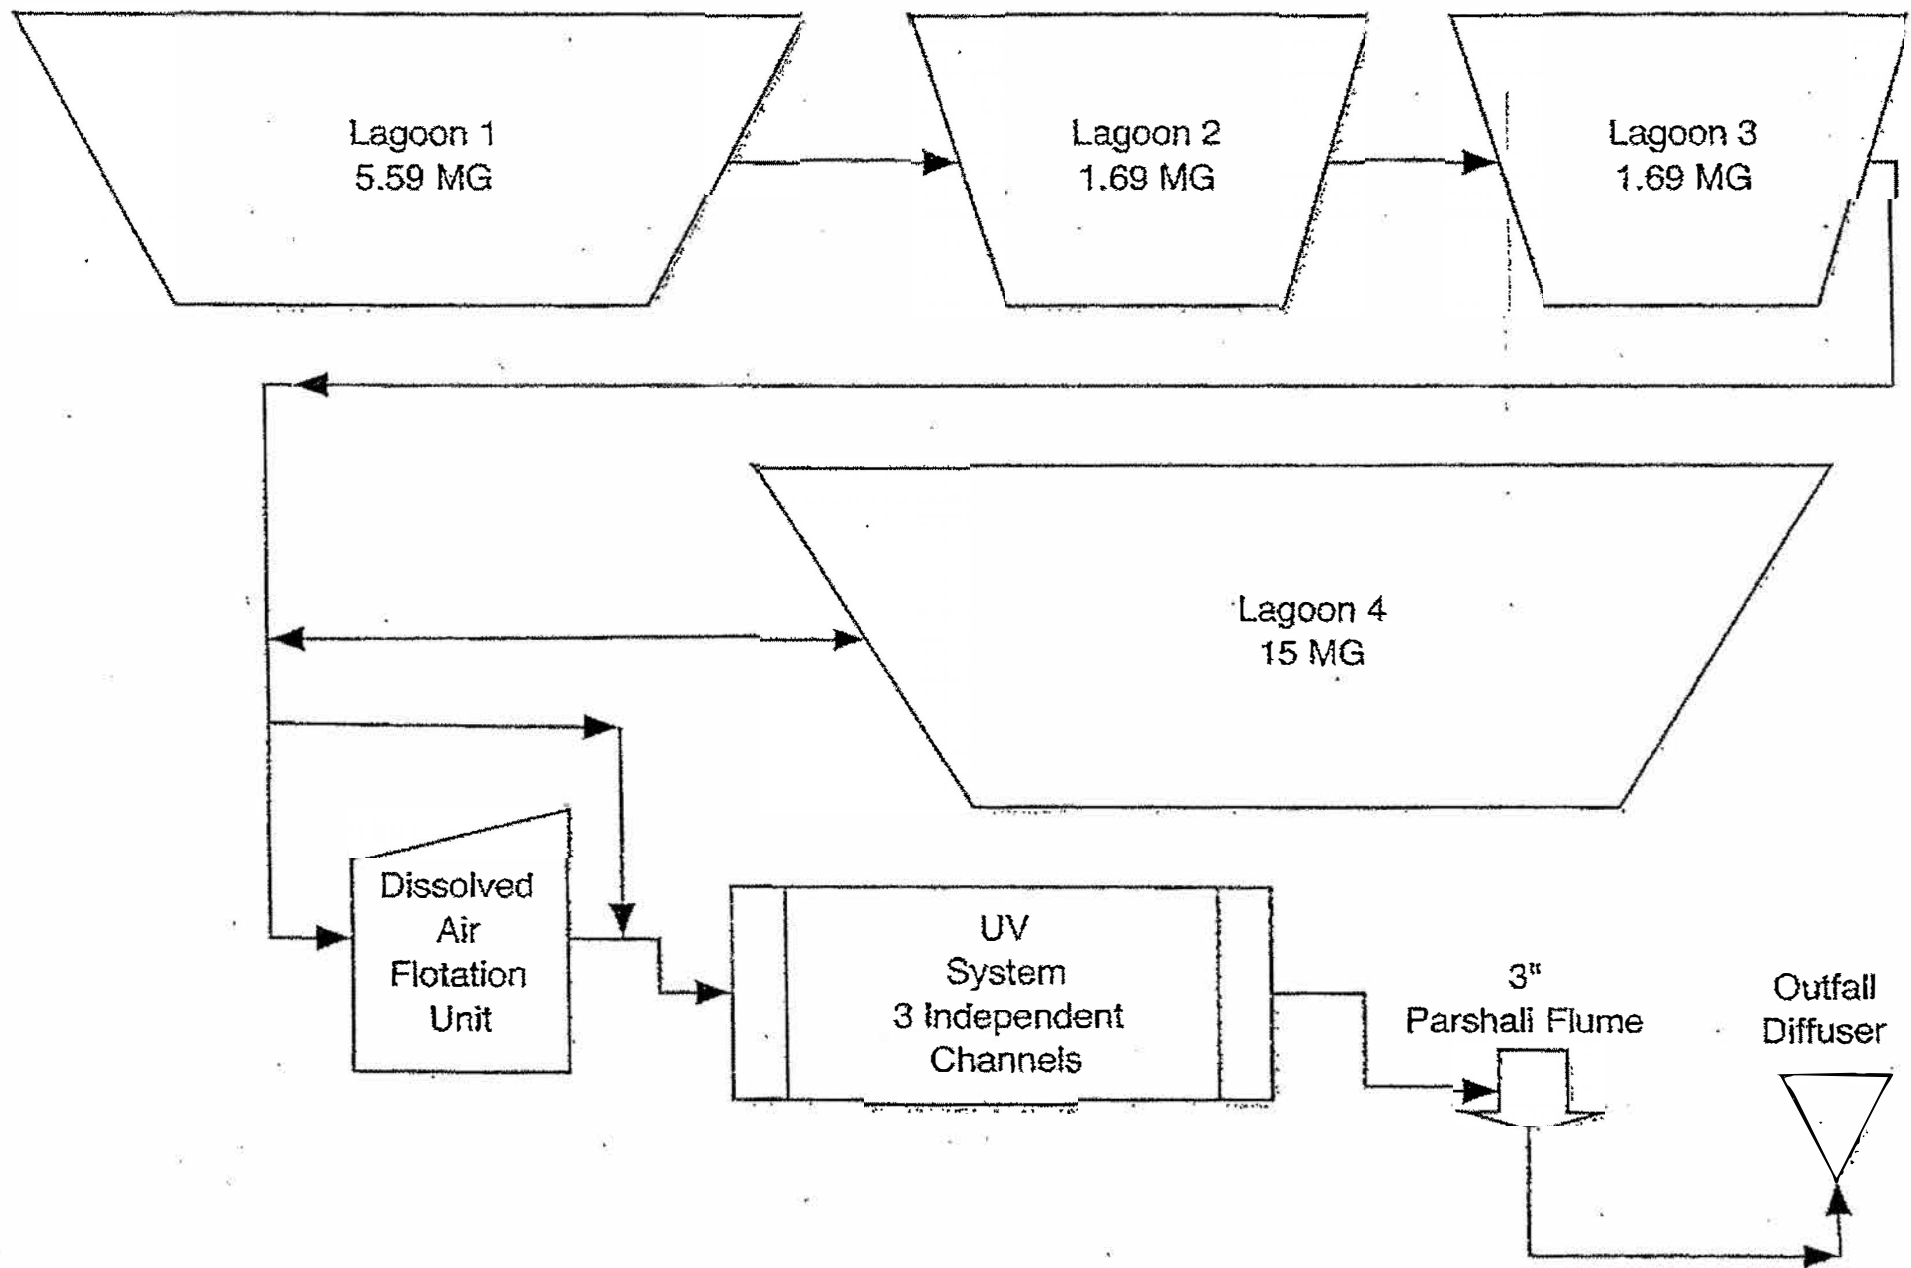 Lagoon 1
5.59 MG
Lagoon 2
1.69 MG
Lagoon 3
1.69 MG
Lagoon 4
15 MG
Dissolved
Air
Flotation
Unit
UV
System
3 Independent
Channels
3"
Parshall Flume
Outfall
Diffuser